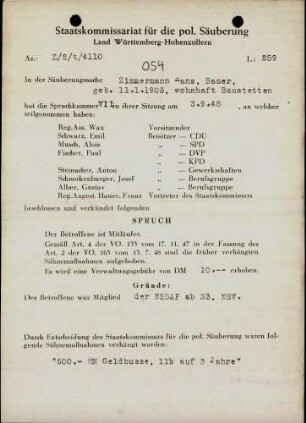 Staatskommissariat für die pol. Säuberung
Land Württemberg-Hohenzollern
Az.: Z/S/t/4110 L: 859
054
In der Säuberungssache Zimmermann Hans, Bauer,
geb. 11.1.1903, wohnhaft Baustetten
hat die Spruchkammer VII in ihrer Sitzung am 3.9.48, an welcher
teilgenommen haben:
Reg.Ass. Wax Vorsitzender
Schwarz, Emil Beisitzer — CDU
Munch, Alois „ — SPD
Fischer, Paul „ — DVP
„ — KPD
Steinacher, Anton „ — Gewerkschaften
Schneckenburger, Josef „ — Berufsgruppe
Alber, Gustav „ — Berufsgruppe
Reg.Angest. Hauer, Franz Vertreter des Staatskommissars
beschlossen und verkündet folgenden
SPRUCH
Der Betroffene ist Mitläufer.
Gemäß Art. 4 der VO. 133 vom 17. 11. 47 in der Fassung des
Art. 2 der VO. 165 vom 13. 7. 48 sind die bisher verhängten
Sühnemaßnahmen aufgehoben.
Es wird eine Verwaltungsgebühr von DM 10.-- erhoben.
Gründe:
Der Betroffene war Mitglied der NSDAP ab 33, NSV.
Durch Entscheidung des Staatskommissars für die pol. Säuberung waren fol-
gende Sühnemaßnahmen verhängt worden:
"600.- RM Geldbusse, 11b auf 3 Jahre"